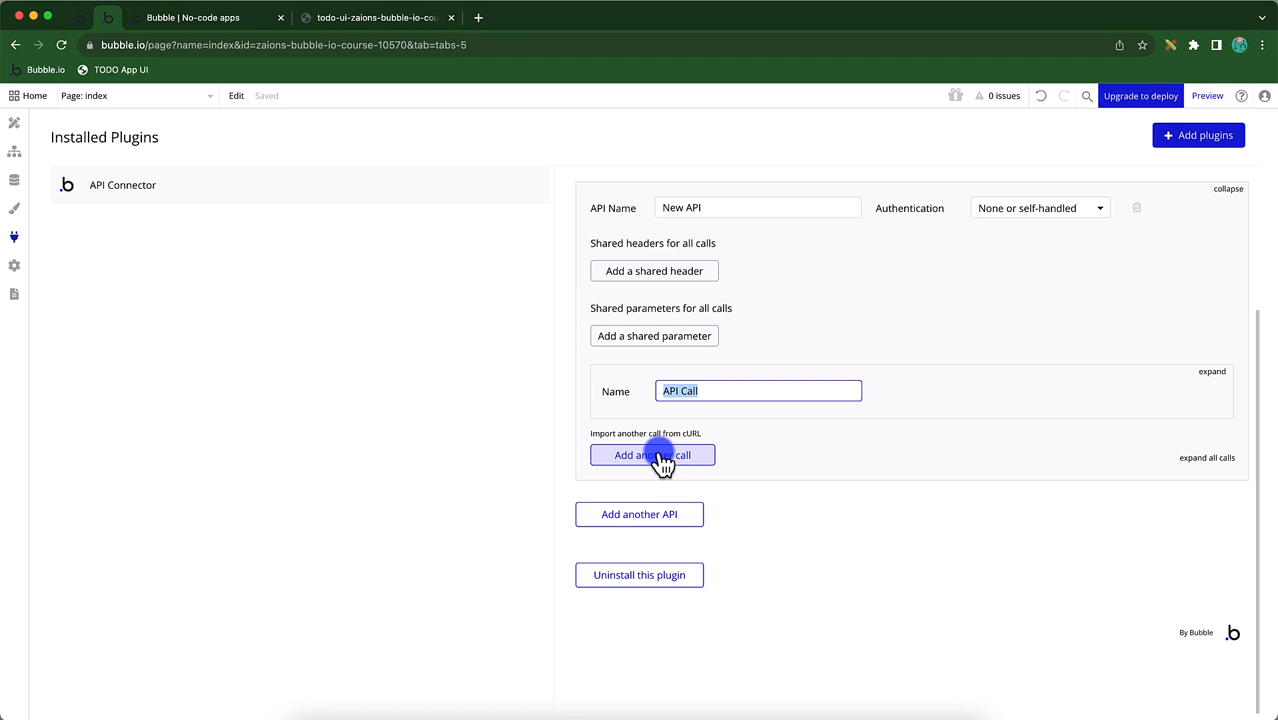 Bubble | No-code apps
todo-ui-zaions-bubble-io-cou
bubble.io/page?name=index&id=zaions-bubble-io-course-10570&tab=tabs-5
Bubble.io
TODO App UI
Home
Page: index
Edit
Saved
0 issues
Upgrade to deploy
Preview
Installed Plugins
Add plugins
API Connector
collapse
API Name
New API
Authentication
None or self-handled
Shared headers for all calls
Add a shared header
Shared parameters for all calls
Add a shared parameter
expand
Name
API Call
Import another call from cURL
Add another call
expand all calls
Add another API
Uninstall this plugin
By Bubble